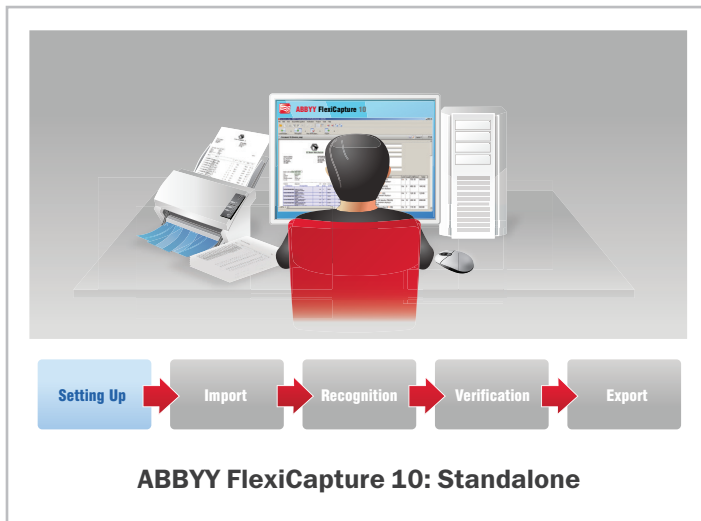 ABBYY FlexiCapture 10
Setting Up
Import
Recognition
Verification
Export
ABBYY FlexiCapture 10: Standalone